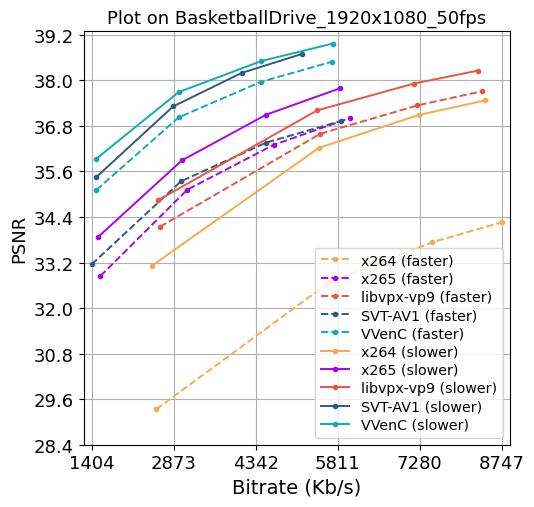 Plot on BasketballDrive_1920x1080_50fps
39.2
38.0
36.8
35.6
34.4
33.2
32.0
30.8
29.6
28.4
PSNR
x264 (faster)
x265 (faster)
libvpx-vp9 (faster)
SVT-AV1 (faster)
VVenC (faster)
x264 (slower)
x265 (slower)
libvpx-vp9 (slower)
SVT-AV1 (slower)
VVenC (slower)
1404 2873 4342 5811 7280 8747
Bitrate (Kb/s)